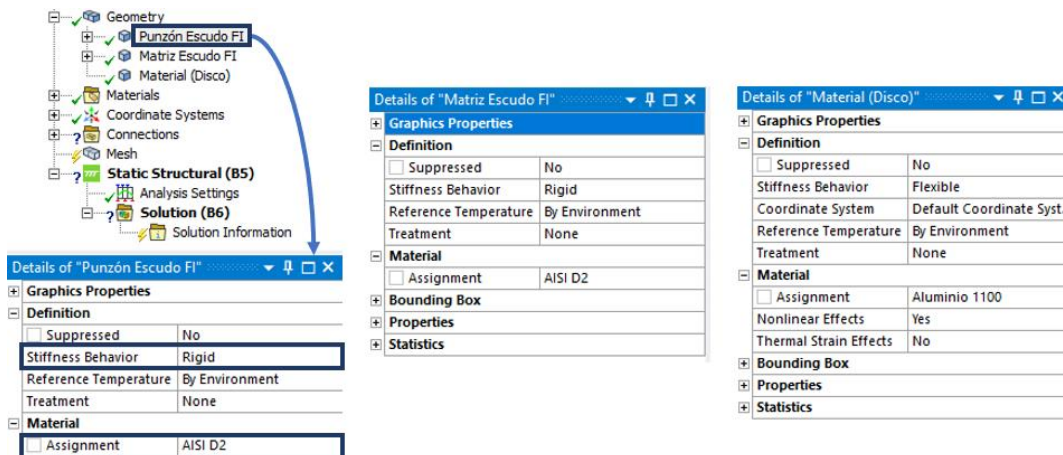 Geometry
Punzón Escudo FI
Matriz Escudo FI
Material (Disco)
Materials
Coordinate Systems
Connections
Mesh
Static Structural (B5)
Analysis Settings
Solution (B6)
Solution Information
Details of "Punzón Escudo FI"
Graphics Properties
Definition
Suppressed No
Stiffness Behavior Rigid
Reference Temperature By Environment
Treatment None
Material
Assignment AISI D2
Details of "Matriz Escudo FI"
Graphics Properties
Definition
Suppressed No
Stiffness Behavior Rigid
Reference Temperature By Environment
Treatment None
Material
Assignment AISI D2
Bounding Box
Properties
Statistics
Details of "Material (Disco)"
Graphics Properties
Definition
Suppressed No
Stiffness Behavior Flexible
Coordinate System Default Coordinate Syst.
Reference Temperature By Environment
Treatment None
Material
Assignment Aluminio 1100
Nonlinear Effects Yes
Thermal Strain Effects No
Bounding Box
Properties
Statistics